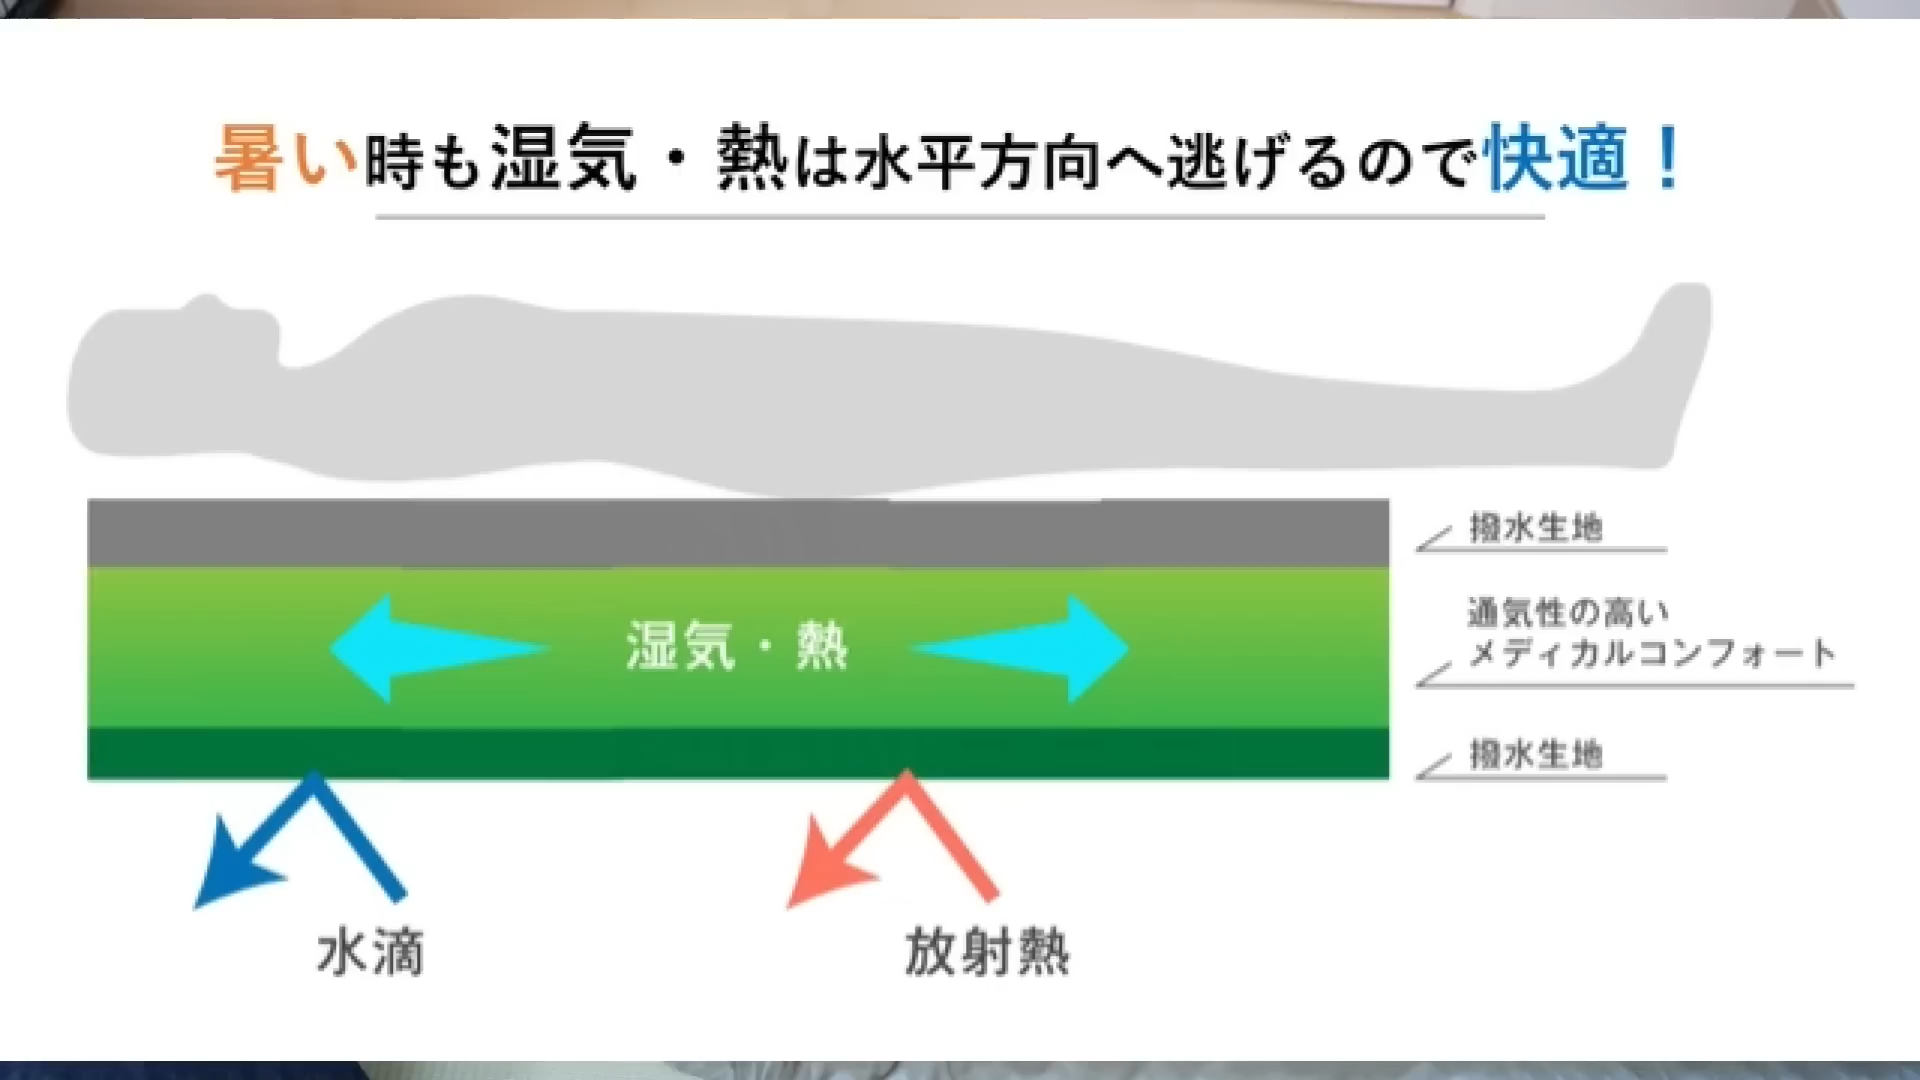 暑い時も湿気・熱は水平方向へ逃げるので快適！
撥水生地
湿気・熱
通気性の高い
メディカルコンフォート
撥水生地
水滴
放射熱